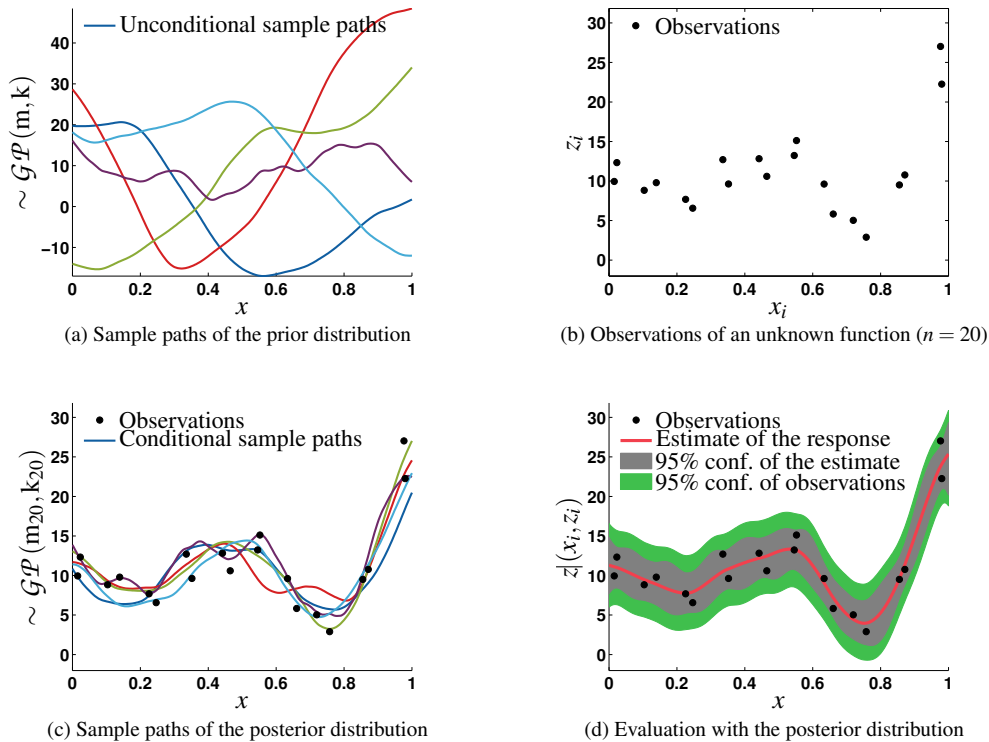 Unconditional sample paths
40
30
20
10
0
−10
∼ 𝒢𝒫(m,k)
0 0.2 0.4 0.6 0.8 1
x
(a) Sample paths of the prior distribution
Observations
30
25
20
15
10
5
0
z_i
0 0.2 0.4 0.6 0.8 1
x_i
(b) Observations of an unknown function (n = 20)
Observations
Conditional sample paths
30
25
20
15
10
5
0
∼ 𝒢𝒫(m₂₀,k₂₀)
0 0.2 0.4 0.6 0.8 1
x
(c) Sample paths of the posterior distribution
Observations
Estimate of the response
95% conf. of the estimate
95% conf. of observations
30
25
20
15
10
5
0
z|(x_i,z_i)
0 0.2 0.4 0.6 0.8 1
x
(d) Evaluation with the posterior distribution